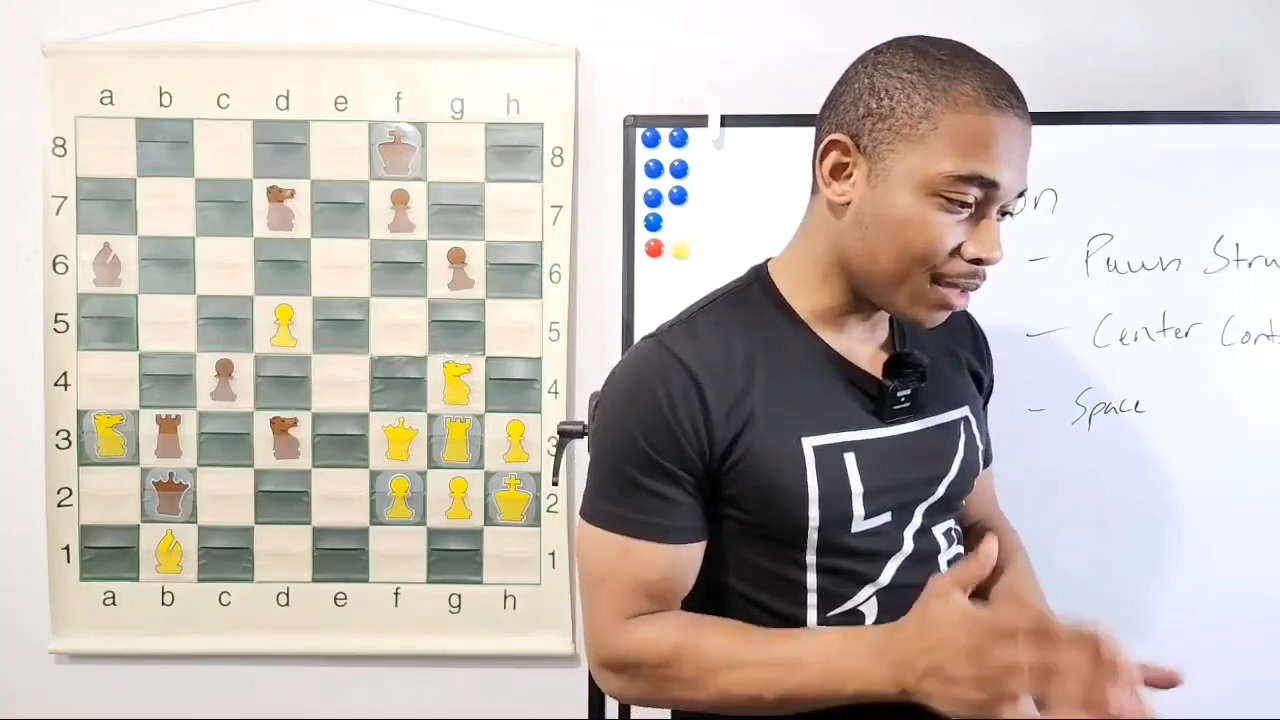 a b c d e f g h
8 8
7 7
6 6
5 5
4 4
3 3
2 2
1 1
a b c d e f g h
on
- Pawn Stru
- Center Cont
- Space
L